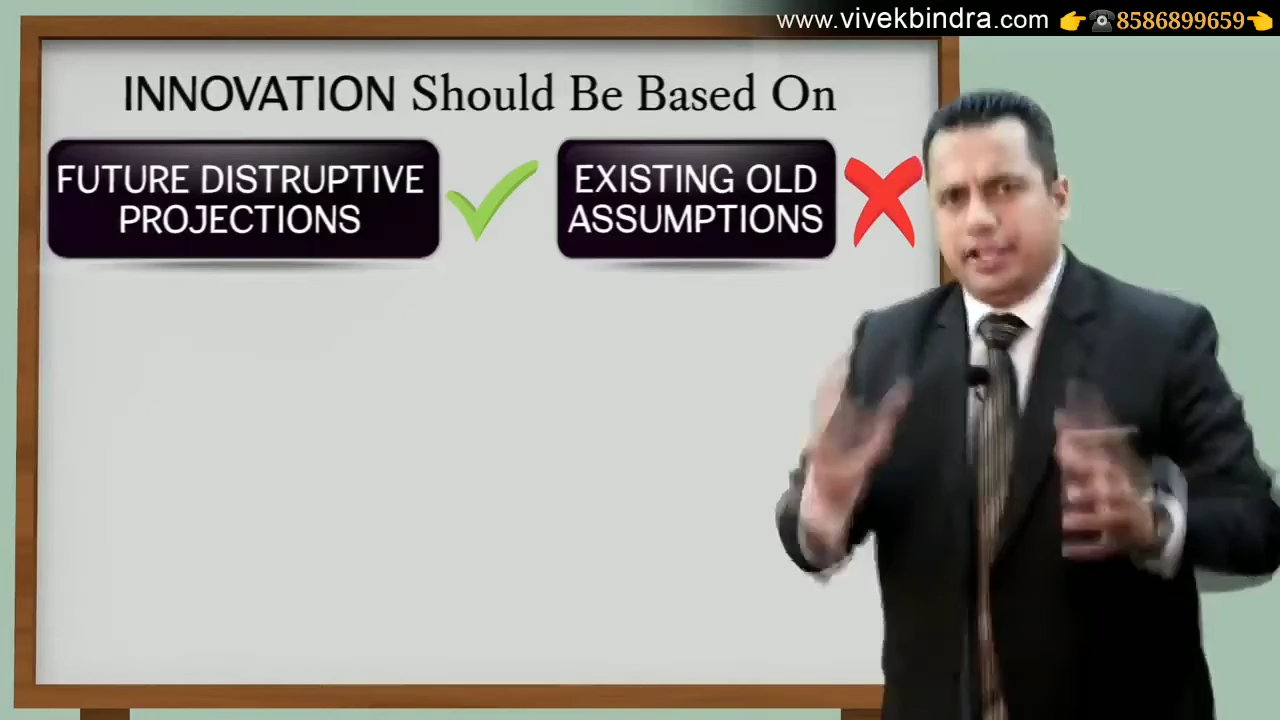 www.vivekbindra.com 👉☎8586899659👈
INNOVATION Should Be Based On
FUTURE DISTRUPTIVE
PROJECTIONS
EXISTING OLD
ASSUMPTIONS